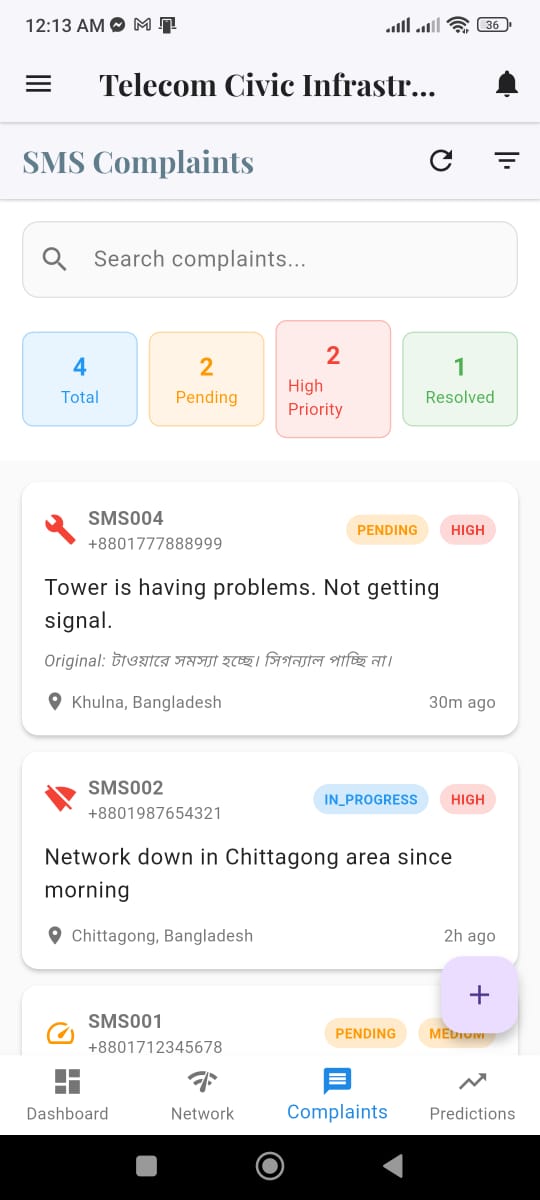 12:13 AM
36
Telecom Civic Infrastr...
SMS Complaints
Search complaints...
4
Total
2
Pending
2
High
Priority
1
Resolved
SMS004
+8801777888999
PENDING
HIGH
Tower is having problems. Not getting
signal.
Original: টাওয়ারে সমস্যা হচ্ছে। সিগন্যাল পাচ্ছি না।
Khulna, Bangladesh
30m ago
SMS002
+8801987654321
IN_PROGRESS
HIGH
Network down in Chittagong area since
morning
Chittagong, Bangladesh
2h ago
SMS001
+8801712345678
PENDING
MEDIUM
Dashboard
Network
Complaints
Predictions